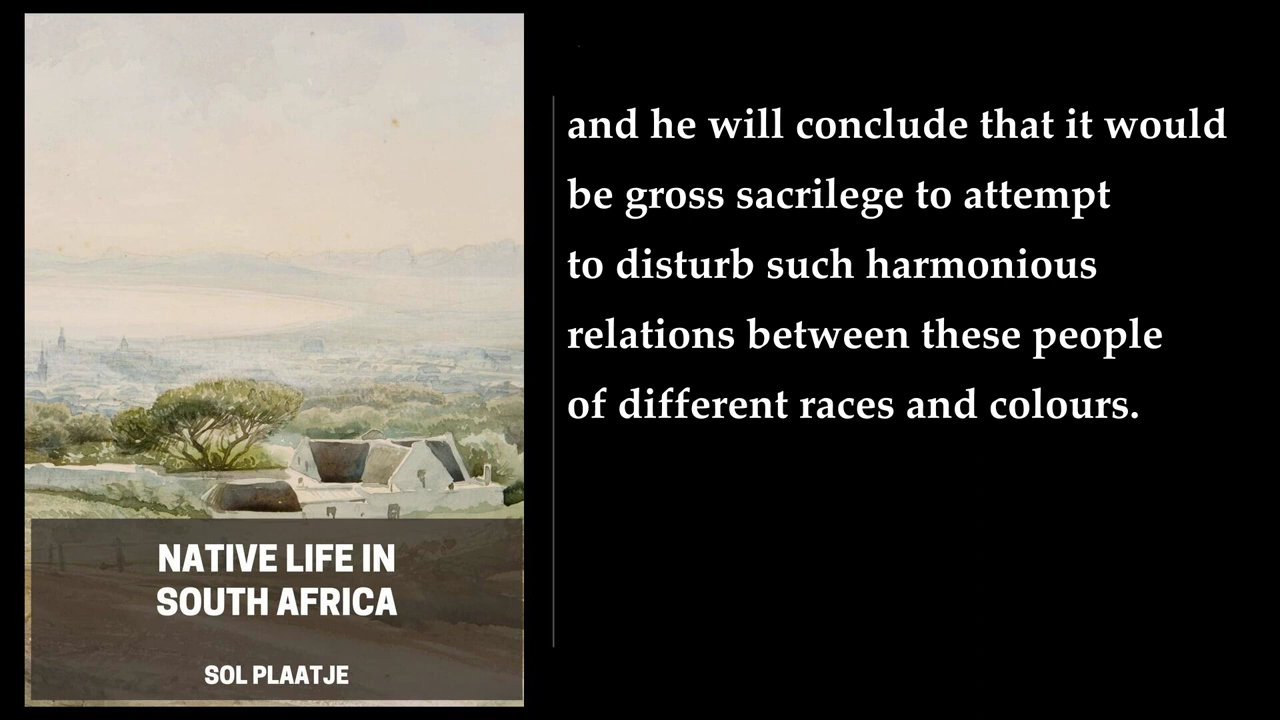 and he will conclude that it would
be gross sacrilege to attempt
to disturb such harmonious
relations between these people
of different races and colours.
NATIVE LIFE IN
SOUTH AFRICA
SOL PLAATJE